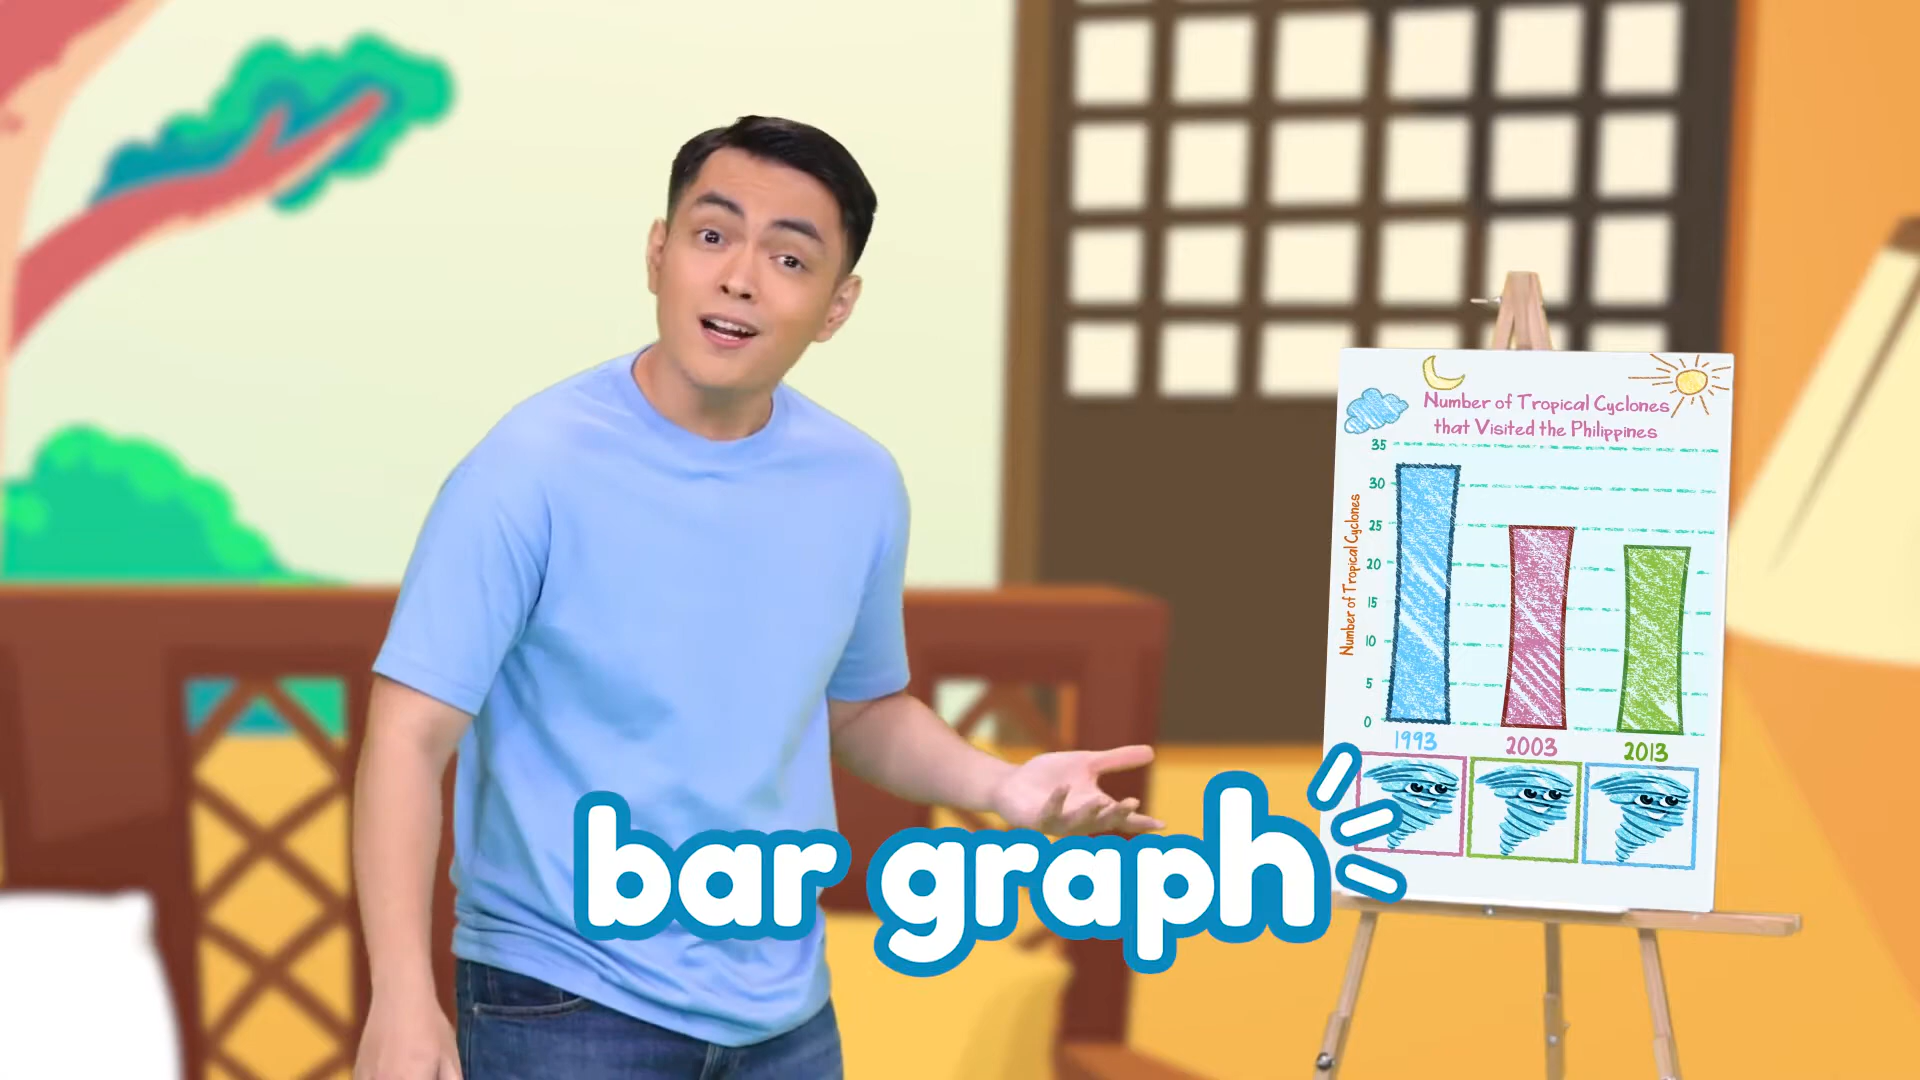 Number of Tropical Cyclones
that Visited the Philippines
Number of Tropical Cyclones
35
30
25
20
15
10
5
0
1993
2003
2013
bar graph